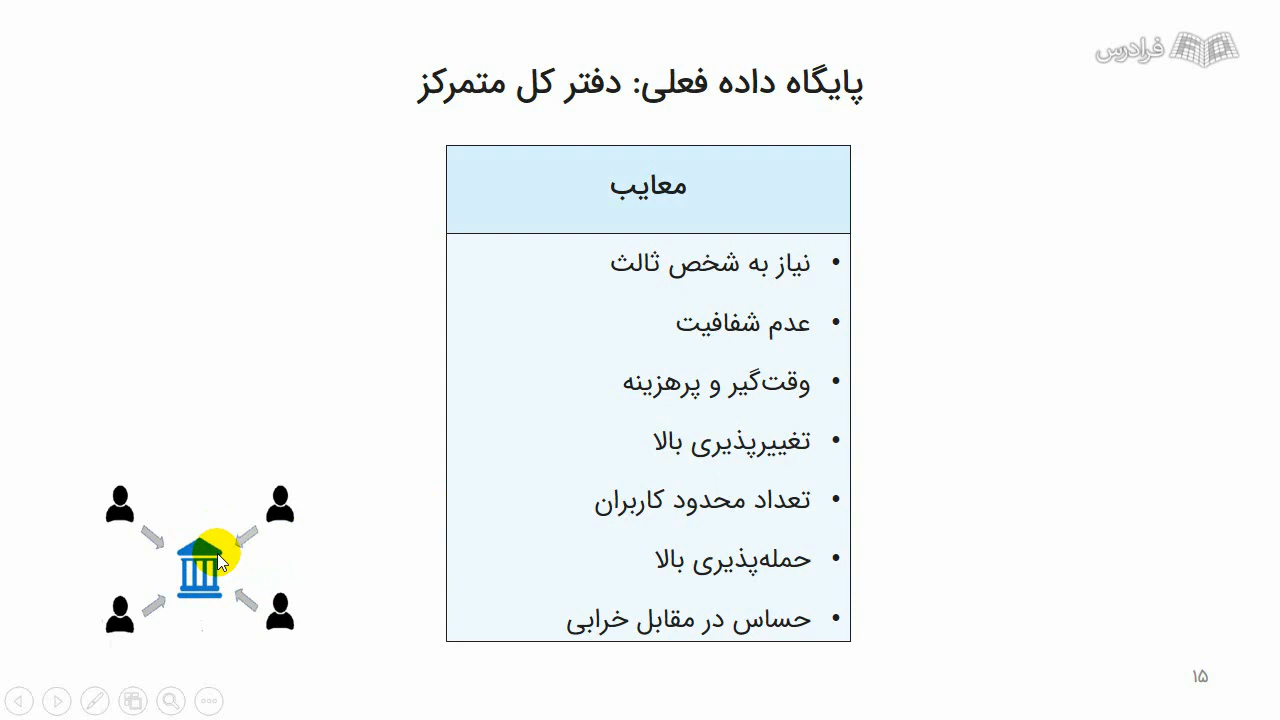 فرادرس
پایگاه داده فعلی: دفتر کل متمرکز
معایب
• نیاز به شخص ثالث
• عدم شفافیت
• وقت‌گیر و پرهزینه
• تغییرپذیری بالا
• تعداد محدود کاربران
• حمله‌پذیری بالا
• حساس در مقابل خرابی
۱۵